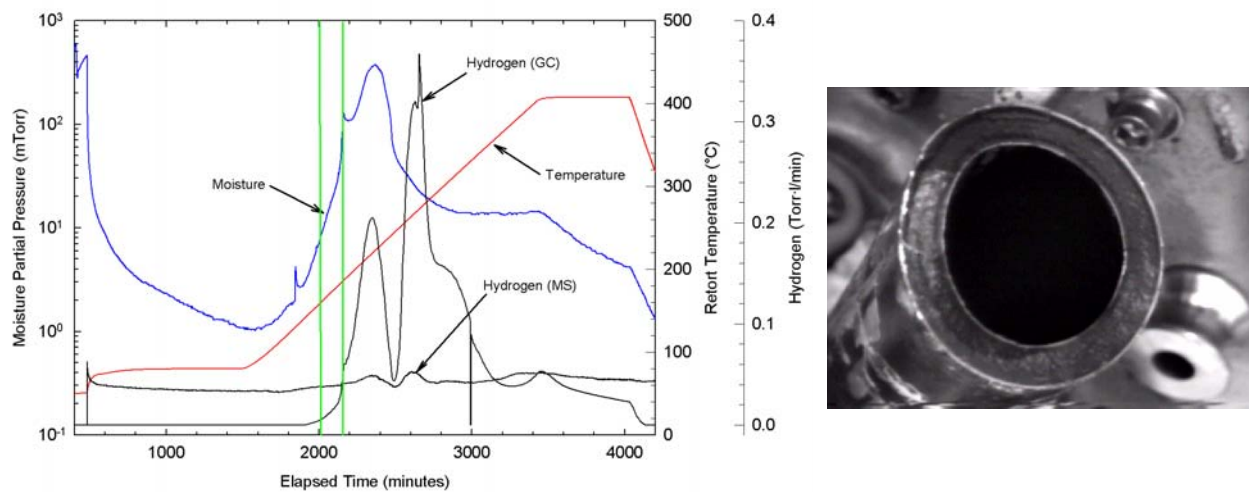 10³
10²
10¹
10⁰
10⁻¹
Moisture Partial Pressure (mTorr)
1000
2000
3000
4000
Elapsed Time (minutes)
Moisture
Hydrogen (GC)
Temperature
Hydrogen (MS)
500
400
300
200
100
0
Retort Temperature (°C)
0.4
0.3
0.2
0.1
0.0
Hydrogen (Torr·l/min)